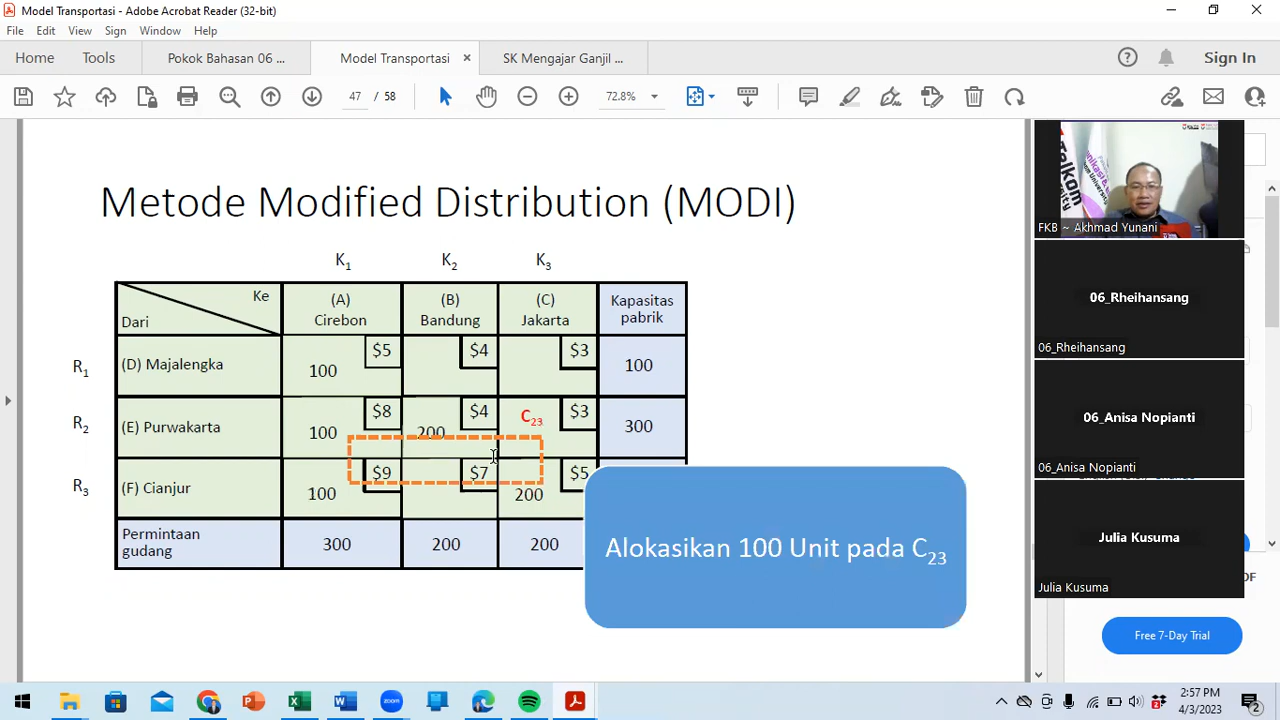 Model Transportasi - Adobe Acrobat Reader (32-bit)
File Edit View Sign Window Help
Home Tools Pokok Bahasan 06 ... Model Transportasi × SK Mengajar Ganjil ... Sign In
47 / 58 72.8%
Metode Modified Distribution (MODI)
K1 K2 K3
Ke
Dari
(A) Cirebon
(B) Bandung
(C) Jakarta
Kapasitas pabrik
R1 (D) Majalengka 100 $5 $4 $3 100
R2 (E) Purwakarta 100 $8 200 $4 C23 $3 300
R3 (F) Cianjur 100 $9 $7 200 $5
Permintaan gudang 300 200 200
Alokasikan 100 Unit pada C23
FKB ~ Akhmad Yunani
06_Rheihansang
06_Rheihansang
06_Anisa Nopianti
06_Anisa Nopianti
Julia Kusuma
Julia Kusuma
DF
Free 7-Day Trial
zoom
2:57 PM
4/3/2023
2